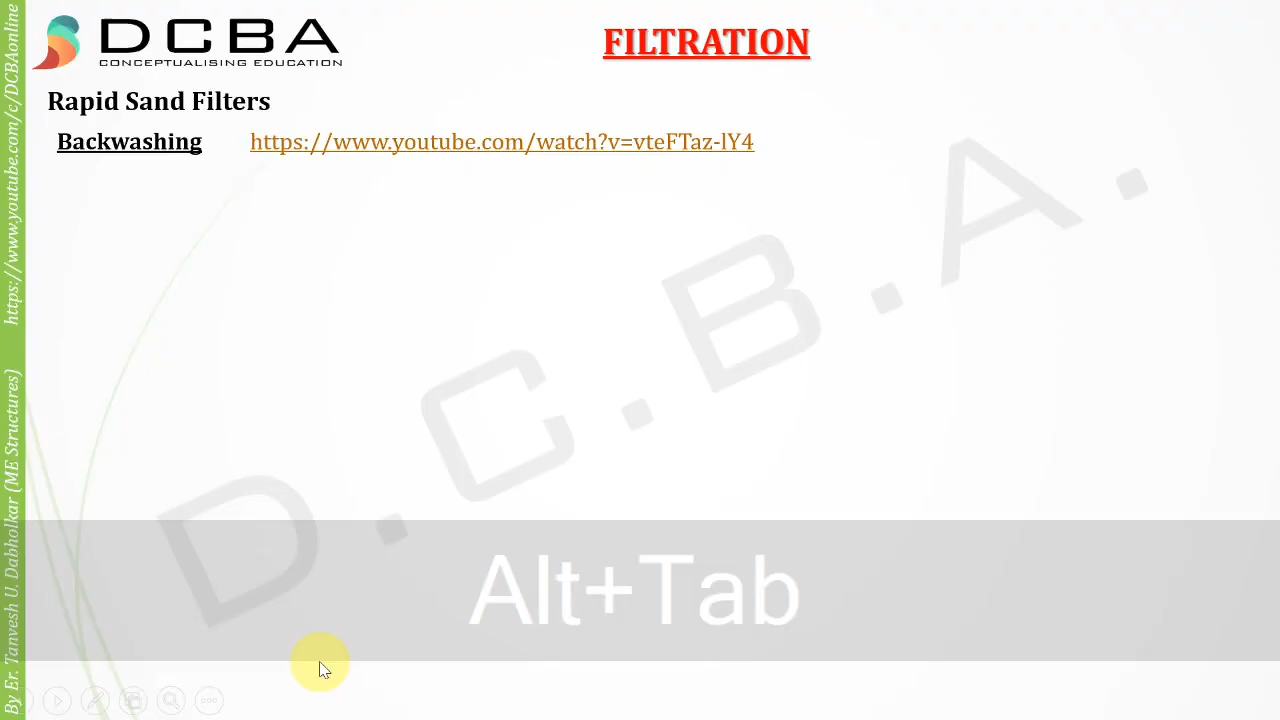 DCBA
CONCEPTUALISING EDUCATION
FILTRATION
Rapid Sand Filters
Backwashing https://www.youtube.com/watch?v=vteFTaz-lY4
D.C.B.A.
Alt+Tab
By Er. Tanvesh U. Dabholkar (ME Structures) https://www.youtube.com/c/DCBAonline